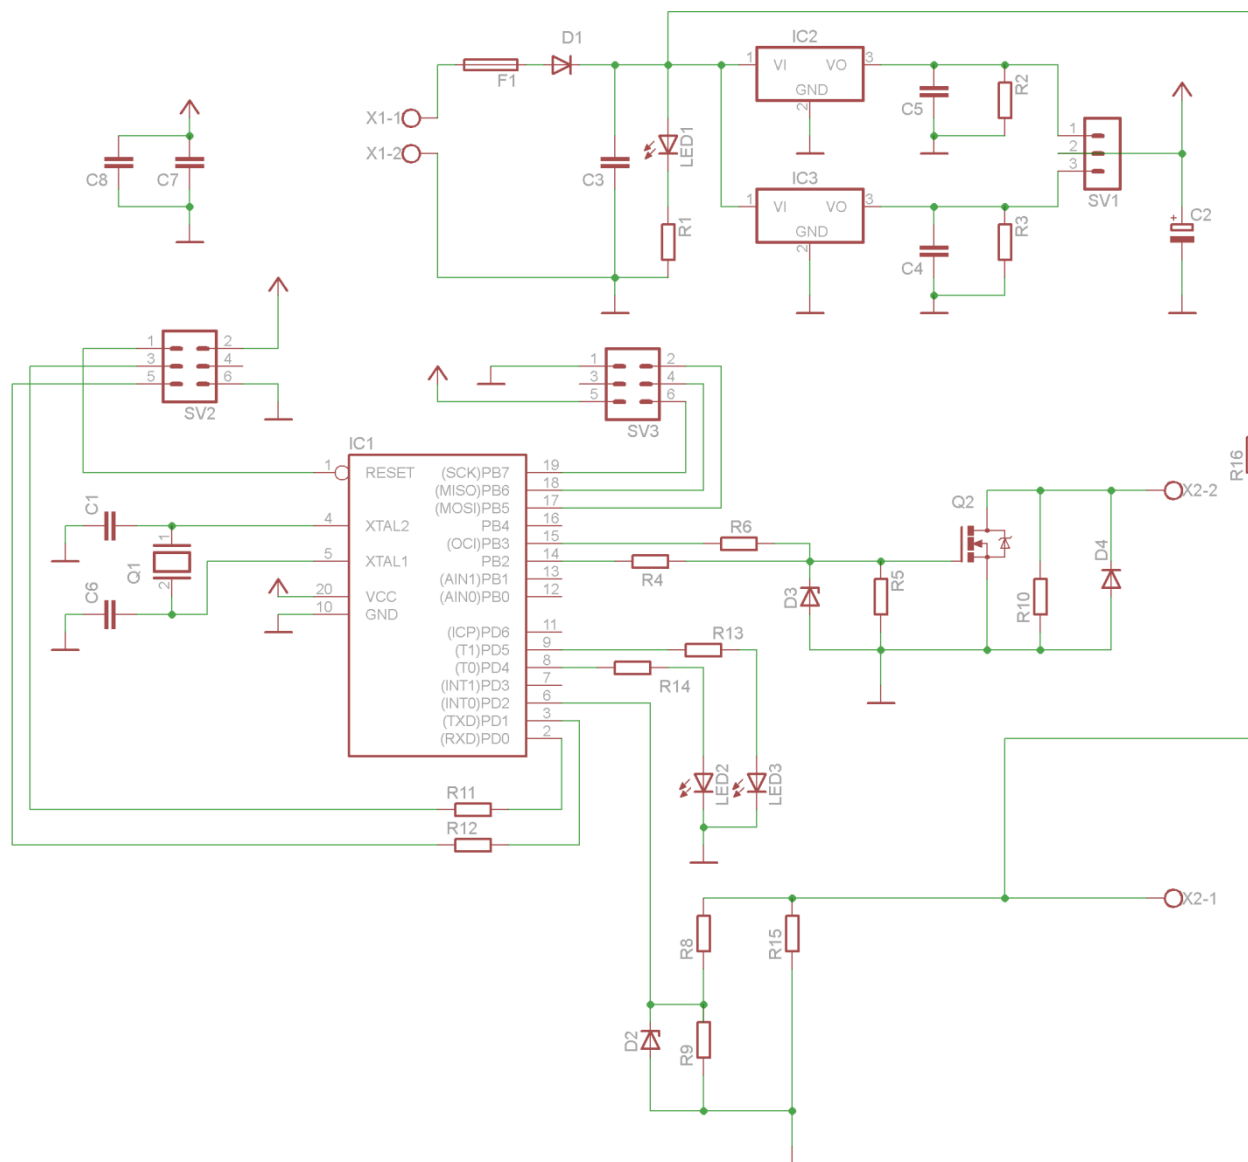 D1
IC2
F1
1 VI VO 3
GND
2
C5
R2
X1-1
X1-2
C8
C7
C3
LED1
1
2
3
SV1
IC3
1 VI VO 3
GND
2
C4
R3
R1
C2
+
1 2
3 4
5 6
SV2
1 2
3 4
5 6
SV3
IC1
1 RESET
(SCK)PB7 19
(MISO)PB6 18
(MOSI)PB5 17
C1
4 XTAL2
PB4 16
(OCI)PB3 15
1
Q1
2
5 XTAL1
PB2 14
(AIN1)PB1 13
20 VCC
(AIN0)PB0 12
C6
10 GND
(ICP)PD6 11
(T1)PD5 9
(T0)PD4 8
(INT1)PD3 7
(INT0)PD2 6
(TXD)PD1 3
(RXD)PD0 2
R6
R4
Q2
X2-2
R16
D3
R5
R10
D4
R13
R14
LED2
LED3
R11
R12
X2-1
R8
R15
D2
R9